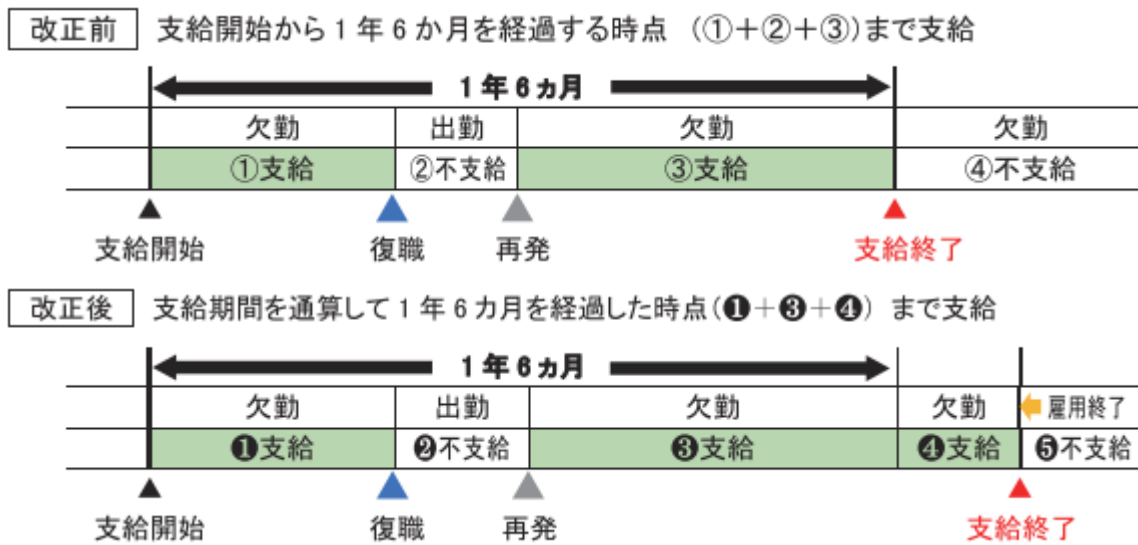 改正前 支給開始から1年6か月を経過する時点 (①+②+③)まで支給
1年6ヵ月
欠勤 出勤 欠勤 欠勤
①支給 ②不支給 ③支給 ④不支給
支給開始 復職 再発 支給終了
改正後 支給期間を通算して1年6カ月を経過した時点(❶+❸+❹) まで支給
1年6ヵ月
欠勤 出勤 欠勤 欠勤 雇用終了
❶支給 ❷不支給 ❸支給 ❹支給 ❺不支給
支給開始 復職 再発 支給終了